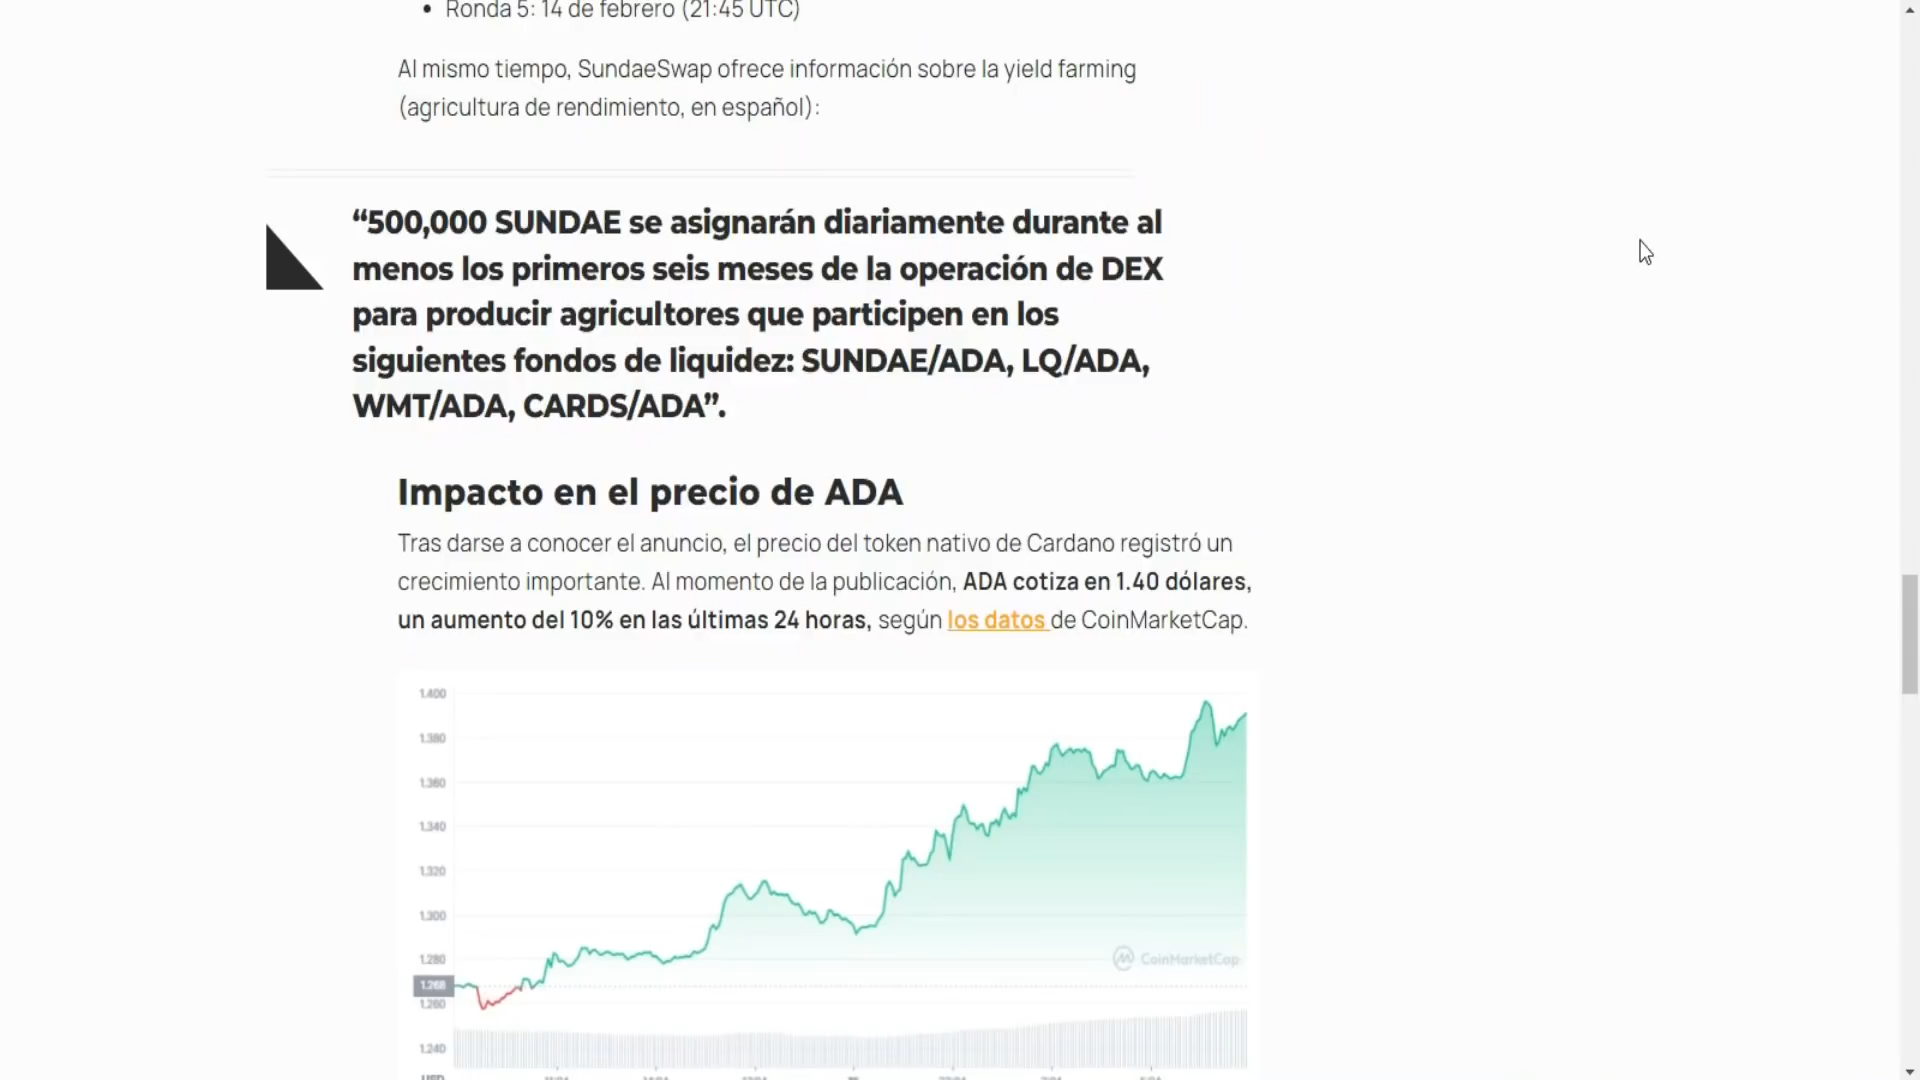 • Ronda 5: 14 de febrero (21:45 UTC)
Al mismo tiempo, SundaeSwap ofrece información sobre la yield farming
(agricultura de rendimiento, en español):
“500,000 SUNDAE se asignarán diariamente durante al
menos los primeros seis meses de la operación de DEX
para producir agricultores que participen en los
siguientes fondos de liquidez: SUNDAE/ADA, LQ/ADA,
WMT/ADA, CARDS/ADA”.
Impacto en el precio de ADA
Tras darse a conocer el anuncio, el precio del token nativo de Cardano registró un
crecimiento importante. Al momento de la publicación, ADA cotiza en 1.40 dólares,
un aumento del 10% en las últimas 24 horas, según los datos de CoinMarketCap.
1.400
1.380
1.360
1.340
1.320
1.300
1.280
CoinMarketCap
1.268
1.260
1.240